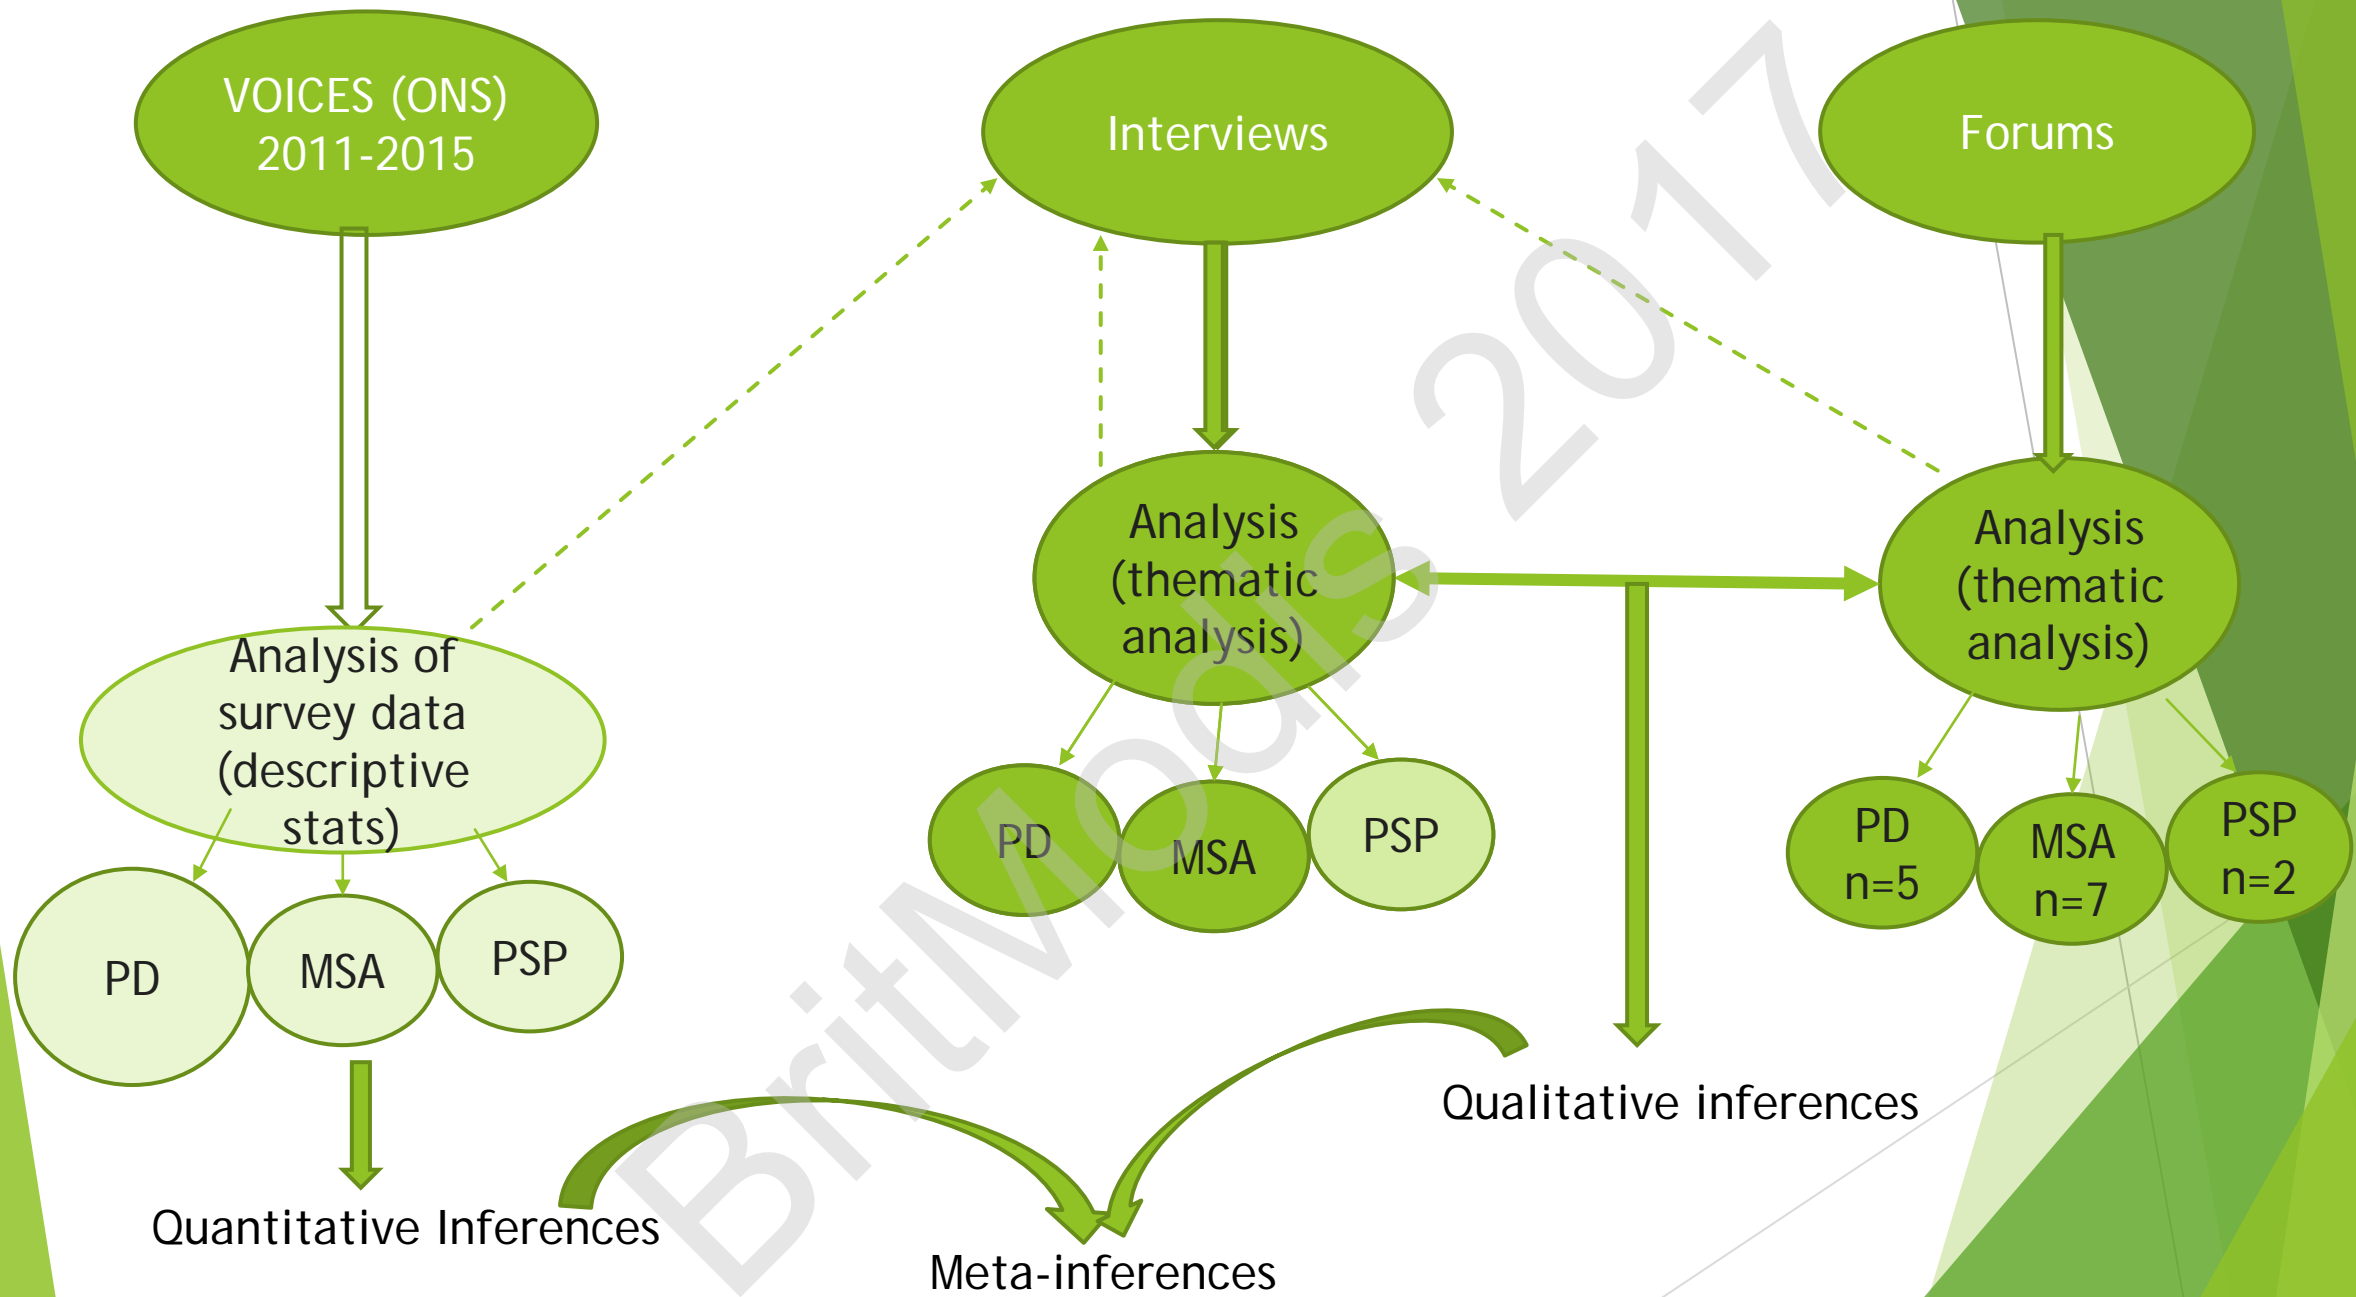 VOICES (ONS)
2011-2015
Interviews
Forums
Analysis of
survey data
(descriptive
stats)
PD
MSA
PSP
Analysis
(thematic
analysis)
PD
MSA
PSP
Analysis
(thematic
analysis)
PD
n=5
MSA
n=7
PSP
n=2
Quantitative Inferences
Qualitative inferences
Meta-inferences
BritModis 2017